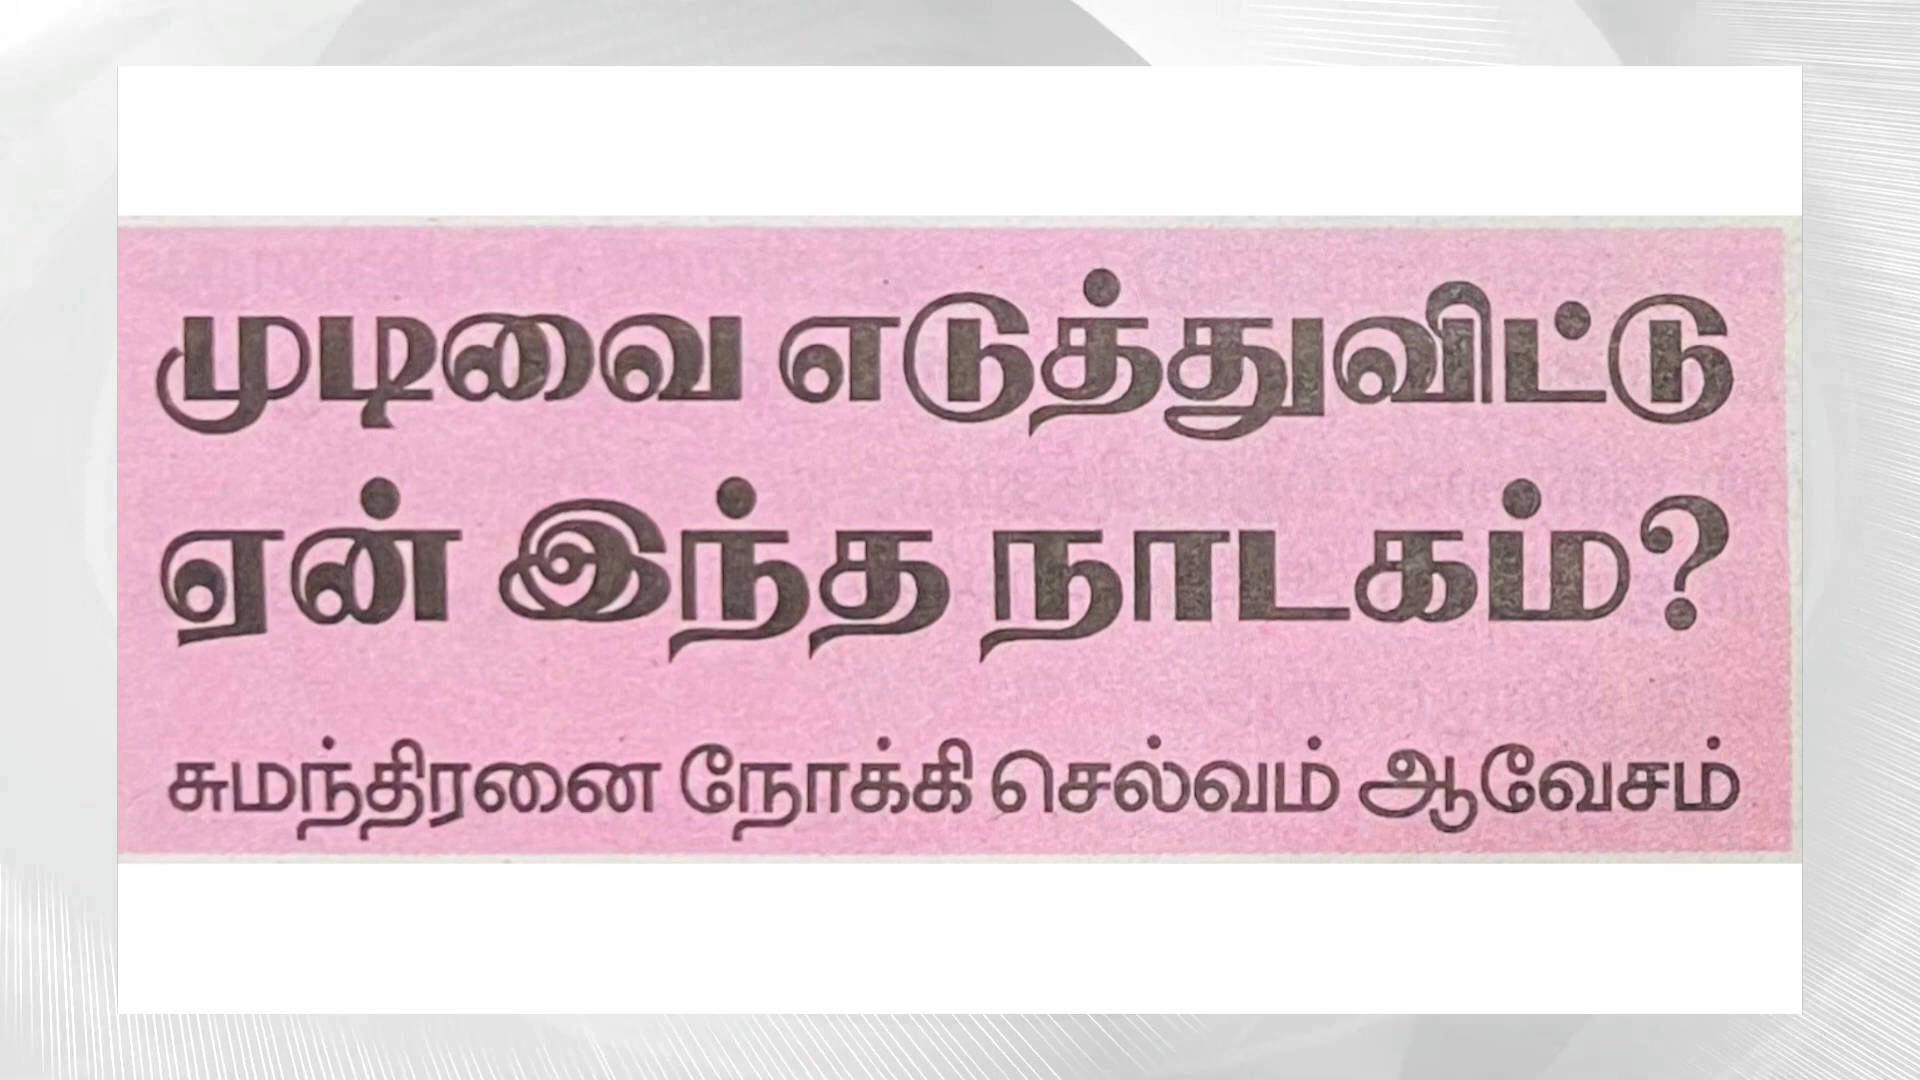 முடிவை எடுத்துவிட்டு
ஏன் இந்த நாடகம்?
சுமந்திரனை நோக்கி செல்வம் ஆவேசம்